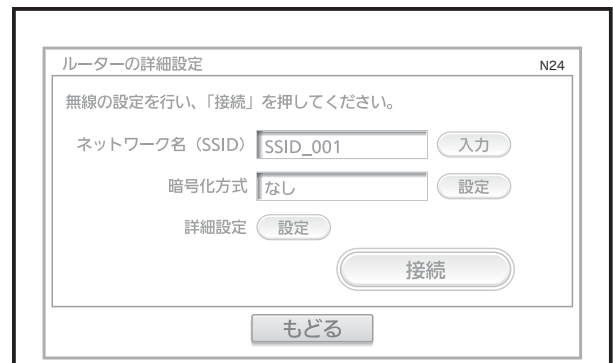 ルーターの詳細設定 N24
無線の設定を行い、「接続」を押してください。
ネットワーク名（SSID） SSID_001 入力
暗号化方式 なし 設定
詳細設定 設定
接続
もどる